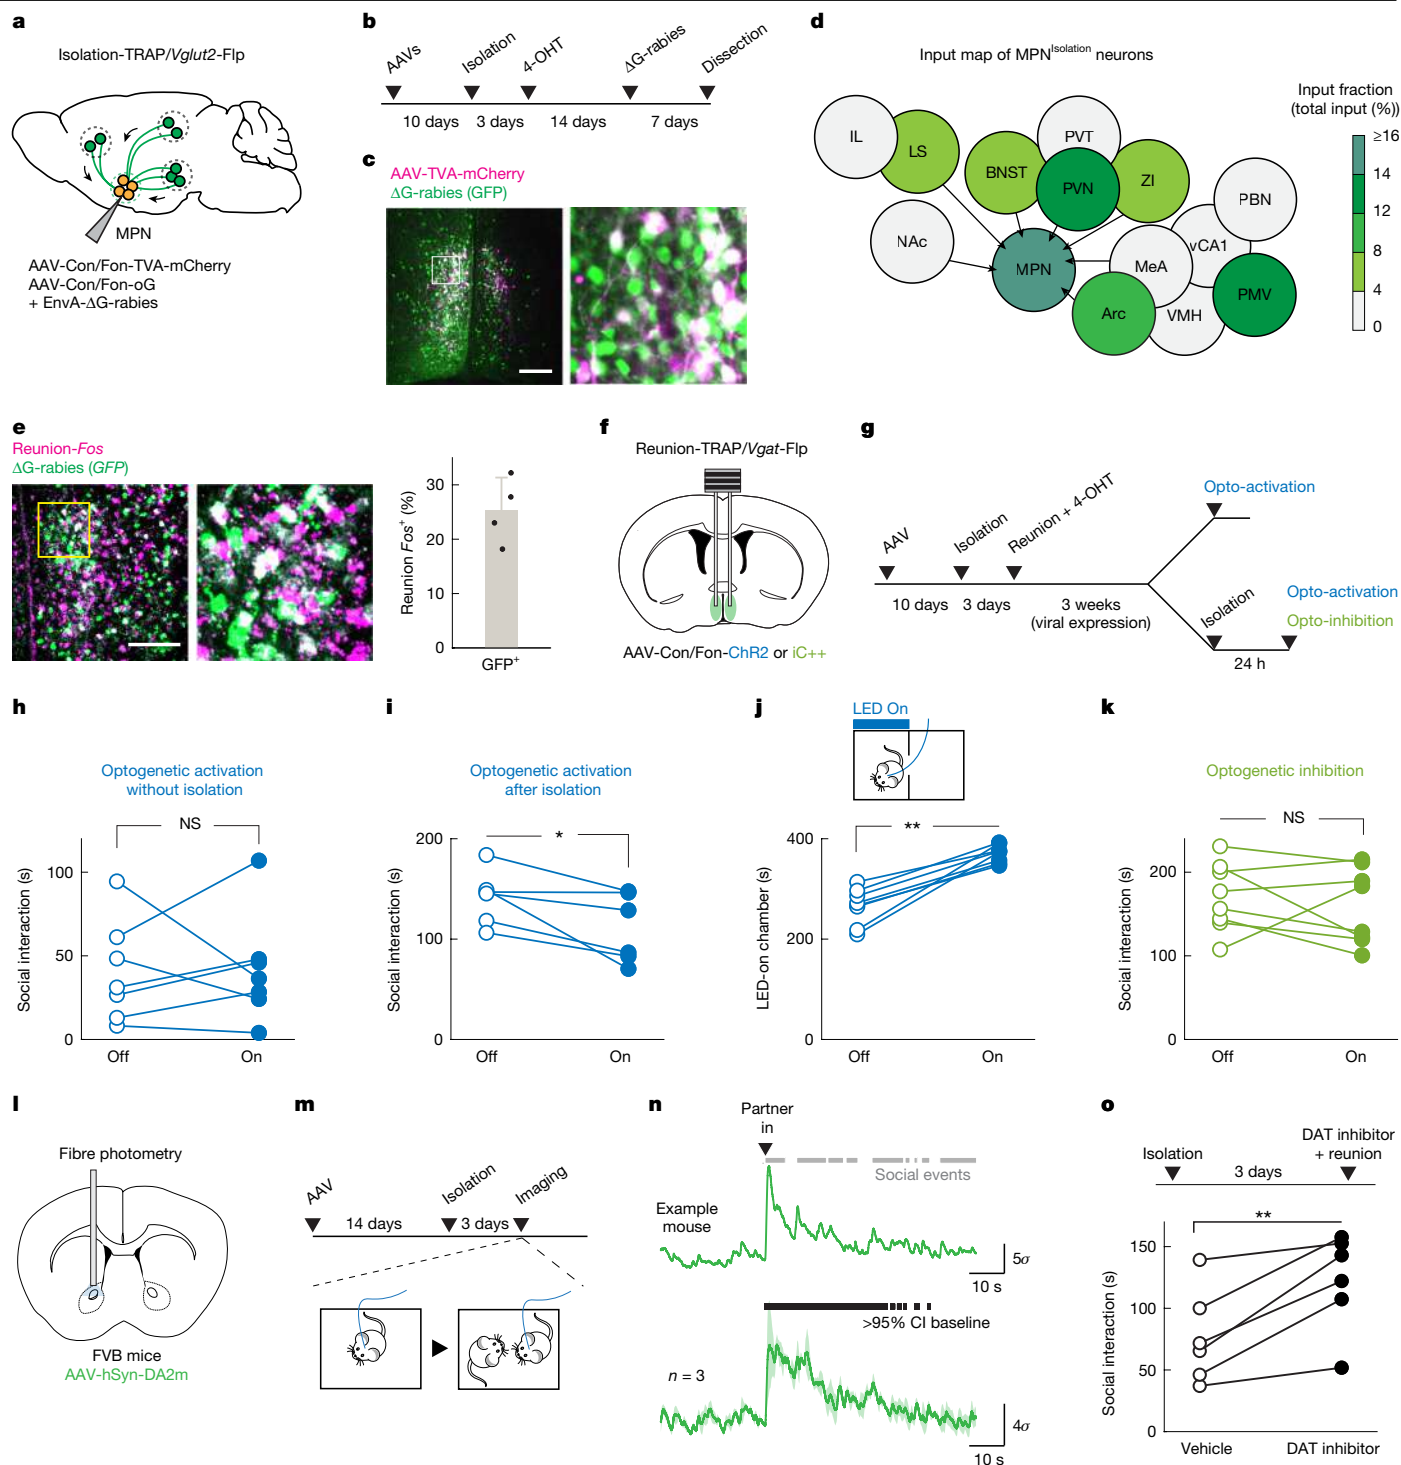 a
Isolation-TRAP/Vglut2-Flp
MPN
AAV-Con/Fon-TVA-mCherry
AAV-Con/Fon-oG
+ EnvA-ΔG-rabies
b
AAVs
Isolation
4-OHT
ΔG-rabies
Dissection
10 days
3 days
14 days
7 days
c
AAV-TVA-mCherry
ΔG-rabies (GFP)
d
Input map of MPN^Isolation neurons
Input fraction
(total input (%))
≥16
14
12
8
4
0
IL
LS
BNST
PVT
PVN
ZI
PBN
NAc
MPN
MeA
vCA1
Arc
VMH
PMV
e
Reunion-Fos
ΔG-rabies (GFP)
Reunion Fos⁺ (%)
30
20
10
0
GFP⁺
f
Reunion-TRAP/Vgat-Flp
AAV-Con/Fon-ChR2 or iC++
g
AAV
Isolation
Reunion + 4-OHT
10 days
3 days
3 weeks
(viral expression)
Opto-activation
Isolation
Opto-activation
Opto-inhibition
24 h
h
Optogenetic activation
without isolation
NS
Social interaction (s)
100
50
0
Off
On
i
Optogenetic activation
after isolation
*
Social interaction (s)
200
100
0
Off
On
j
LED On
**
LED-on chamber (s)
400
200
0
Off
On
k
Optogenetic inhibition
NS
Social interaction (s)
200
100
0
Off
On
l
Fibre photometry
FVB mice
AAV-hSyn-DA2m
m
AAV
Isolation
Imaging
14 days
3 days
n
Partner
in
Social events
Example
mouse
5σ
10 s
>95% CI baseline
n = 3
4σ
10 s
o
Isolation
DAT inhibitor
+ reunion
3 days
**
Social interaction (s)
150
100
50
0
Vehicle
DAT inhibitor